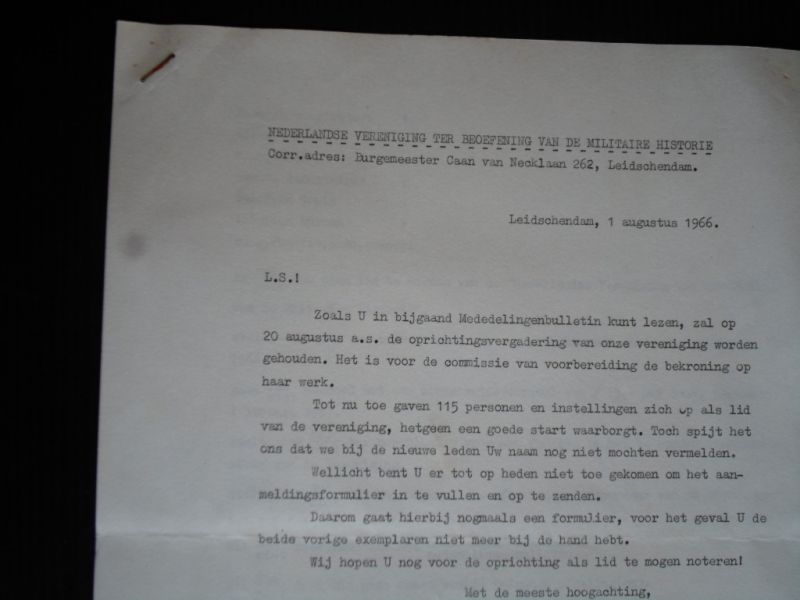 NEDERLANDSE VERENIGING TER BEOEFENING VAN DE MILITAIRE HISTORIE
Corr.adres: Burgemeester Caan van Necklaan 262, Leidschendam.
Leidschendam, 1 augustus 1966.
L.S.!
Zoals U in bijgaand Mededelingenbulletin kunt lezen, zal op
20 augustus a.s. de oprichtingsvergadering van onze vereniging worden
gehouden. Het is voor de commissie van voorbereiding de bekroning op
haar werk.
Tot nu toe gaven 115 personen en instellingen zich op als lid
van de vereniging, hetgeen een goede start waarborgt. Toch spijt het
ons dat we bij de nieuwe leden Uw naam nog niet mochten vermelden.
Wellicht bent U er tot op heden niet toe gekomen om het aan-
meldingsformulier in te vullen en op te zenden.
Daarom gaat hierbij nogmaals een formulier, voor het geval U de
beide vorige exemplaren niet meer bij de hand hebt.
Wij hopen U nog voor de oprichting als lid te mogen noteren!
Met de meeste hoogachting,